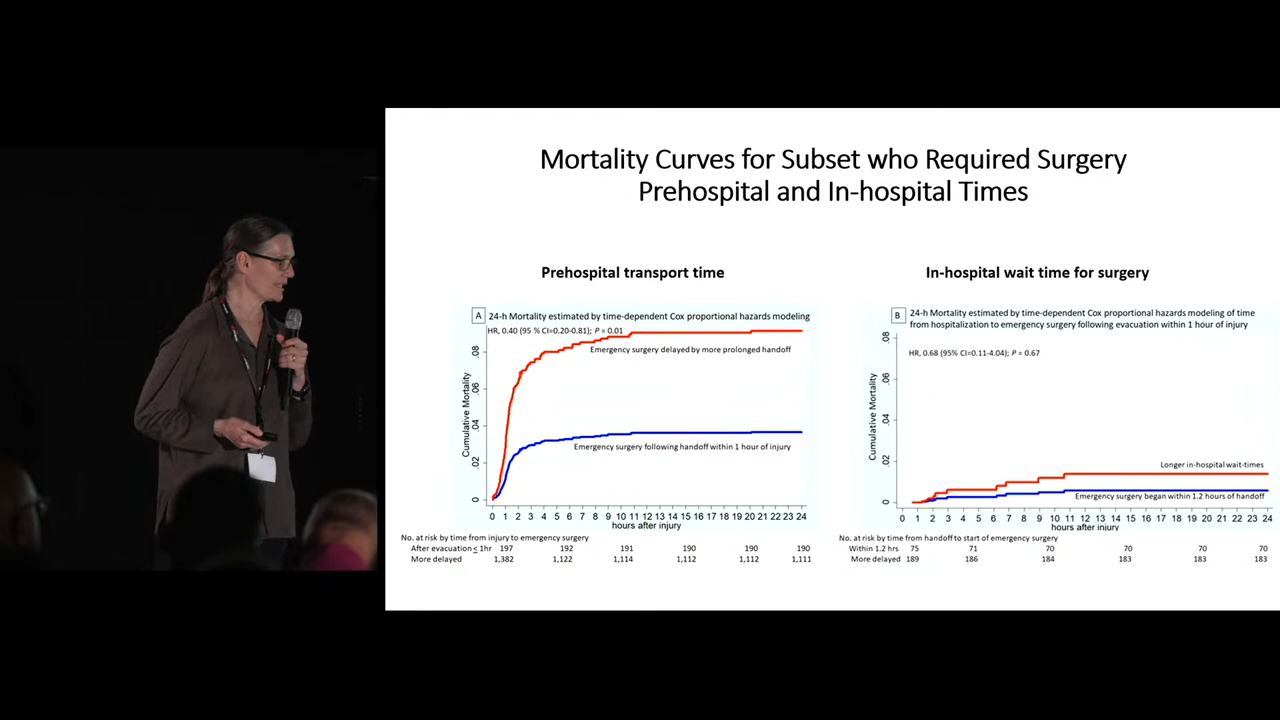 Mortality Curves for Subset who Required Surgery
Prehospital and In-hospital Times
Prehospital transport time
A 24-h Mortality estimated by time-dependent Cox proportional hazards modeling
HR, 0.40 (95 % CI=0.20-0.81); P = 0.01
Emergency surgery delayed by more prolonged handoff
Emergency surgery following handoff within 1 hour of injury
Cumulative Mortality
.08
.06
.04
.02
0
0 1 2 3 4 5 6 7 8 9 10 11 12 13 14 15 16 17 18 19 20 21 22 23 24
hours after injury
No. at risk by time from injury to emergency surgery
After evacuation ≤ 1hr 197 192 191 190 190 190
More delayed 1,382 1,122 1,114 1,112 1,112 1,111
In-hospital wait time for surgery
B 24-h Mortality estimated by time-dependent Cox proportional hazards modeling of time
from hospitalization to emergency surgery following evacuation within 1 hour of injury
HR, 0.68 (95% CI=0.11-4.04); P = 0.67
Longer in-hospital wait-times
Emergency surgery began within 1.2 hours of handoff
Cumulative Mortality
.08
.06
.04
.02
0
0 1 2 3 4 5 6 7 8 9 10 11 12 13 14 15 16 17 18 19 20 21 22 23 24
hours after injury
No. at risk by time from handoff to start of emergency surgery
Within 1.2 hrs 75 71 70 70 70 70
More delayed 189 186 184 183 183 183